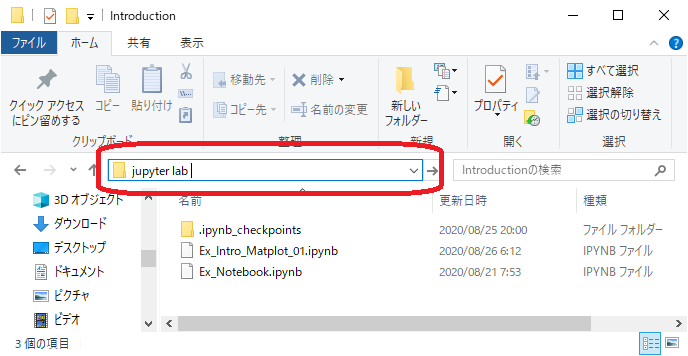 Introduction
ファイル ホーム 共有 表示
クイック アクセス
にピン留めする
コピー
貼り付け
移動先
コピー先
削除
名前の変更
新しい
フォルダー
プロパティ
すべて選択
選択解除
選択の切り替え
クリップボード 整理 新規 開く 選択
jupyter lab
Introductionの検索
3D オブジェクト
ダウンロード
デスクトップ
ドキュメント
ピクチャ
ビデオ
名前 更新日時 種類
.ipynb_checkpoints 2020/08/25 20:00 ファイル フォルダー
Ex_Intro_Matplot_01.ipynb 2020/08/26 6:12 IPYNB ファイル
Ex_Notebook.ipynb 2020/08/21 7:53 IPYNB ファイル
3 個の項目